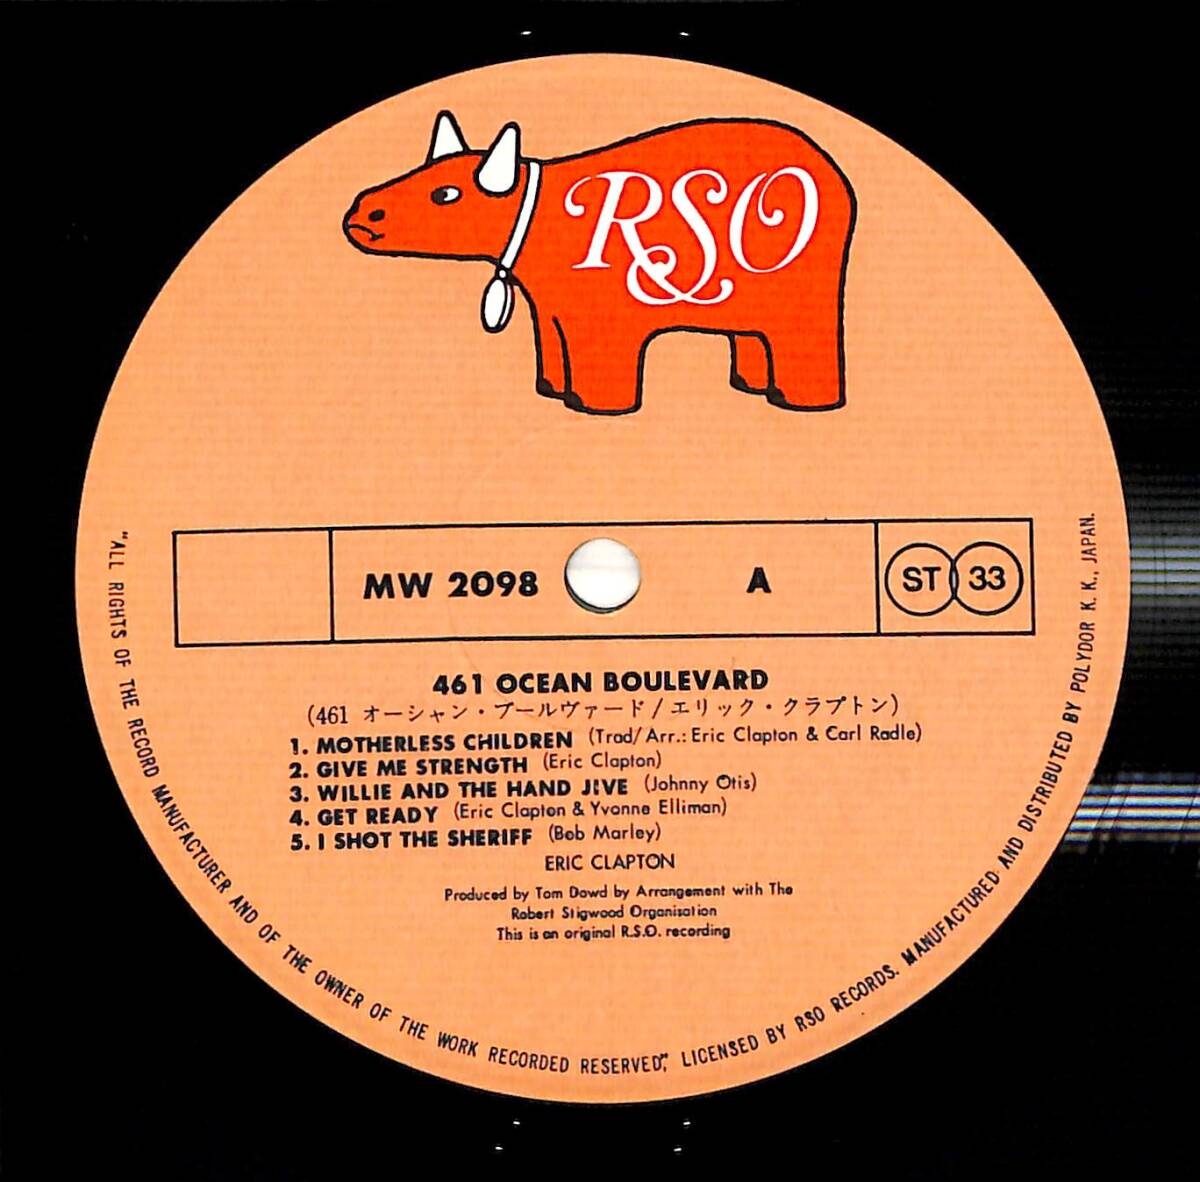 RSO
MW 2098 A ST 33
461 OCEAN BOULEVARD
(461 オーシャン・ブールヴァード/エリック・クラプトン)
1. MOTHERLESS CHILDREN (Trad/Arr.: Eric Clapton & Carl Radle)
2. GIVE ME STRENGTH (Eric Clapton)
3. WILLIE AND THE HAND JIVE (Johnny Otis)
4. GET READY (Eric Clapton & Yvonne Elliman)
5. I SHOT THE SHERIFF (Bob Marley)
ERIC CLAPTON
Produced by Tom Dowd by Arrangement with The
Robert Stigwood Organisation
This is an original R.S.O. recording
"ALL RIGHTS OF THE RECORD MANUFACTURER AND OF THE OWNER OF THE WORK RECORDED RESERVED", LICENSED BY RSO RECORDS. MANUFACTURED AND DISTRIBUTED BY POLYDOR K. K., JAPAN.